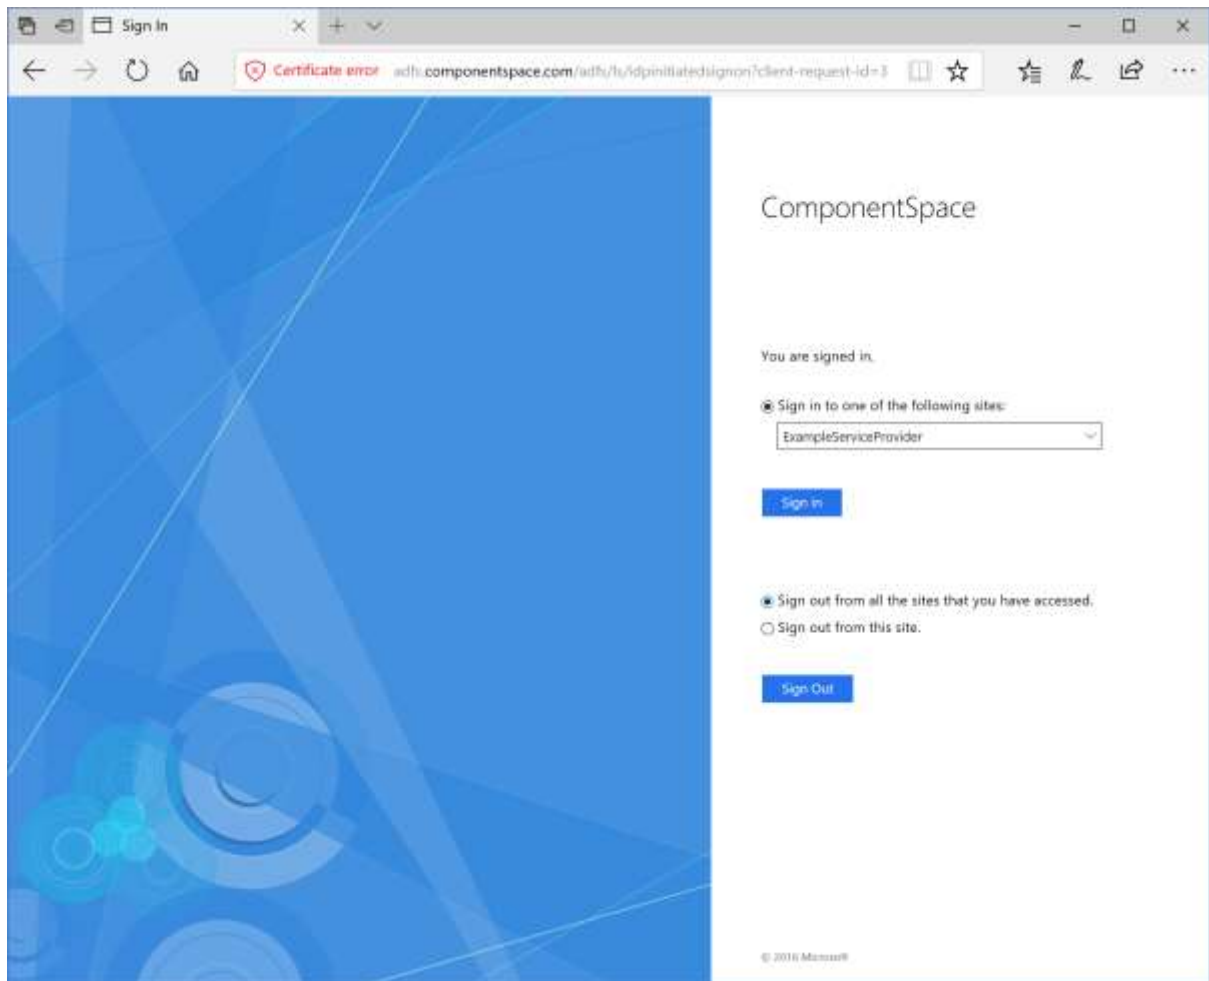 Sign In
Certificate error adfs.componentspace.com/adfs/ls/idpinitiatedsignon?client-request-id=3
ComponentSpace
You are signed in.
Sign in to one of the following sites:
ExampleServiceProvider
Sign in
Sign out from all the sites that you have accessed.
Sign out from this site.
Sign Out
© 2016 Microsoft